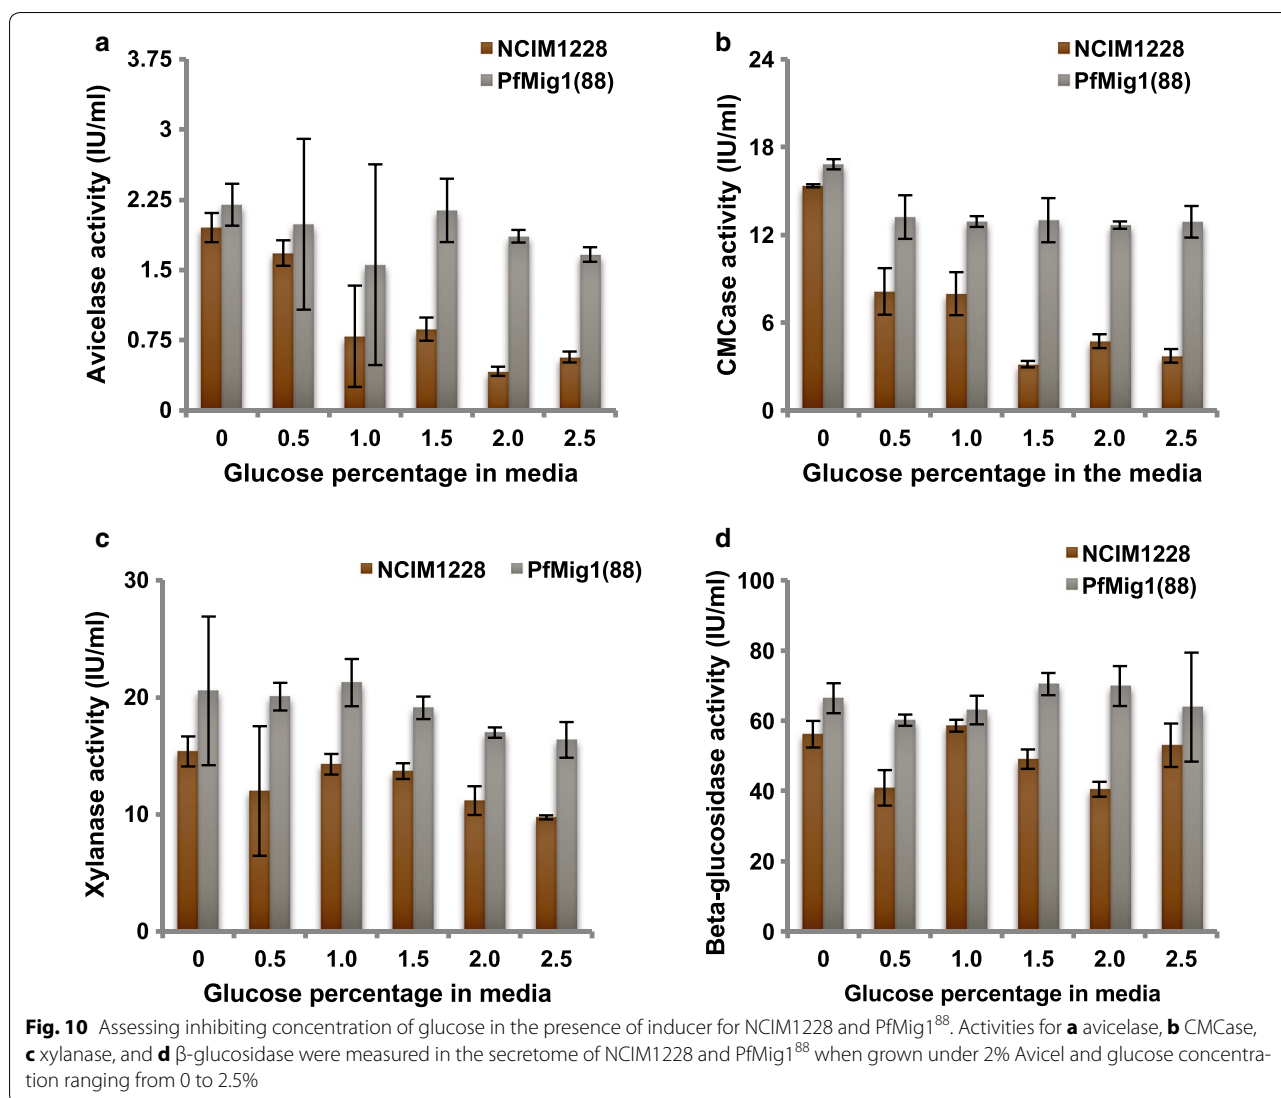 a
NCIM1228
PfMig1(88)
Avicelase activity (IU/ml)
3.75
3
2.25
1.5
0.75
0
0 0.5 1.0 1.5 2.0 2.5
Glucose percentage in media
b
NCIM1228
PfMig1(88)
CMCase activity (IU/ml)
24
18
12
6
0
0 0.5 1.0 1.5 2.0 2.5
Glucose percentage in the media
c
NCIM1228 PfMig1(88)
Xylanase activity (IU/ml)
30
20
10
0
0 0.5 1.0 1.5 2.0 2.5
Glucose percentage in media
d
NCIM1228
PfMig1(88)
Beta-glucosidase activity (IU/ml)
100
80
60
40
20
0
0 0.5 1.0 1.5 2.0 2.5
Glucose percentage in media
Fig. 10 Assessing inhibiting concentration of glucose in the presence of inducer for NCIM1228 and PfMig1⁸⁸. Activities for a avicelase, b CMCase,
c xylanase, and d β-glucosidase were measured in the secretome of NCIM1228 and PfMig1⁸⁸ when grown under 2% Avicel and glucose concentra-
tion ranging from 0 to 2.5%